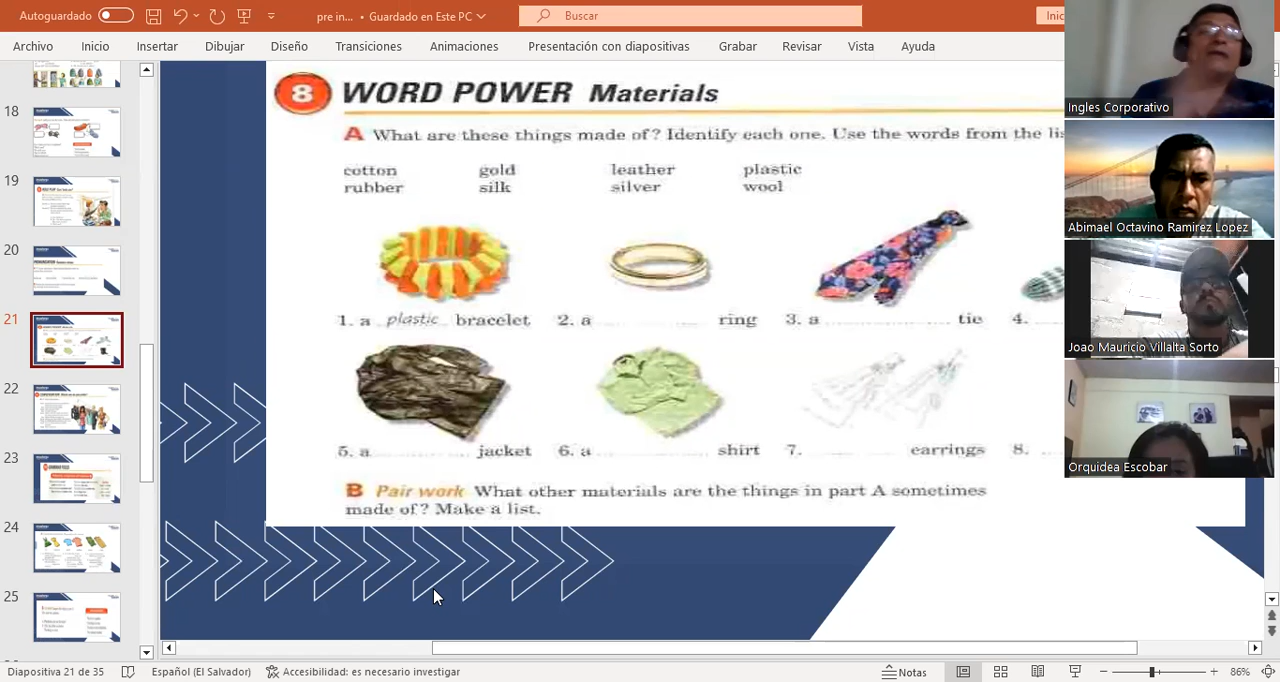 Autoguardado
pre in... • Guardado en Este PC
Buscar
Inic
Archivo Inicio Insertar Dibujar Diseño Transiciones Animaciones Presentación con diapositivas Grabar Revisar Vista Ayuda
18
19
20
21
22
23
24
25
8 WORD POWER Materials
A What are these things made of? Identify each one. Use the words from the
cotton gold leather plastic
rubber silk silver wool
1. a plastic bracelet 2. a ring 3. a tie 4.
5. a jacket 6. a shirt 7. earrings 8.
B Pair work What other materials are the things in part A sometimes
made of? Make a list.
Ingles Corporativo
Abimael Octavino Ramirez Lopez
Joao Mauricio Villalta Sorto
Orquidea Escobar
Diapositiva 21 de 35 Español (El Salvador) Accesibilidad: es necesario investigar Notas 86%